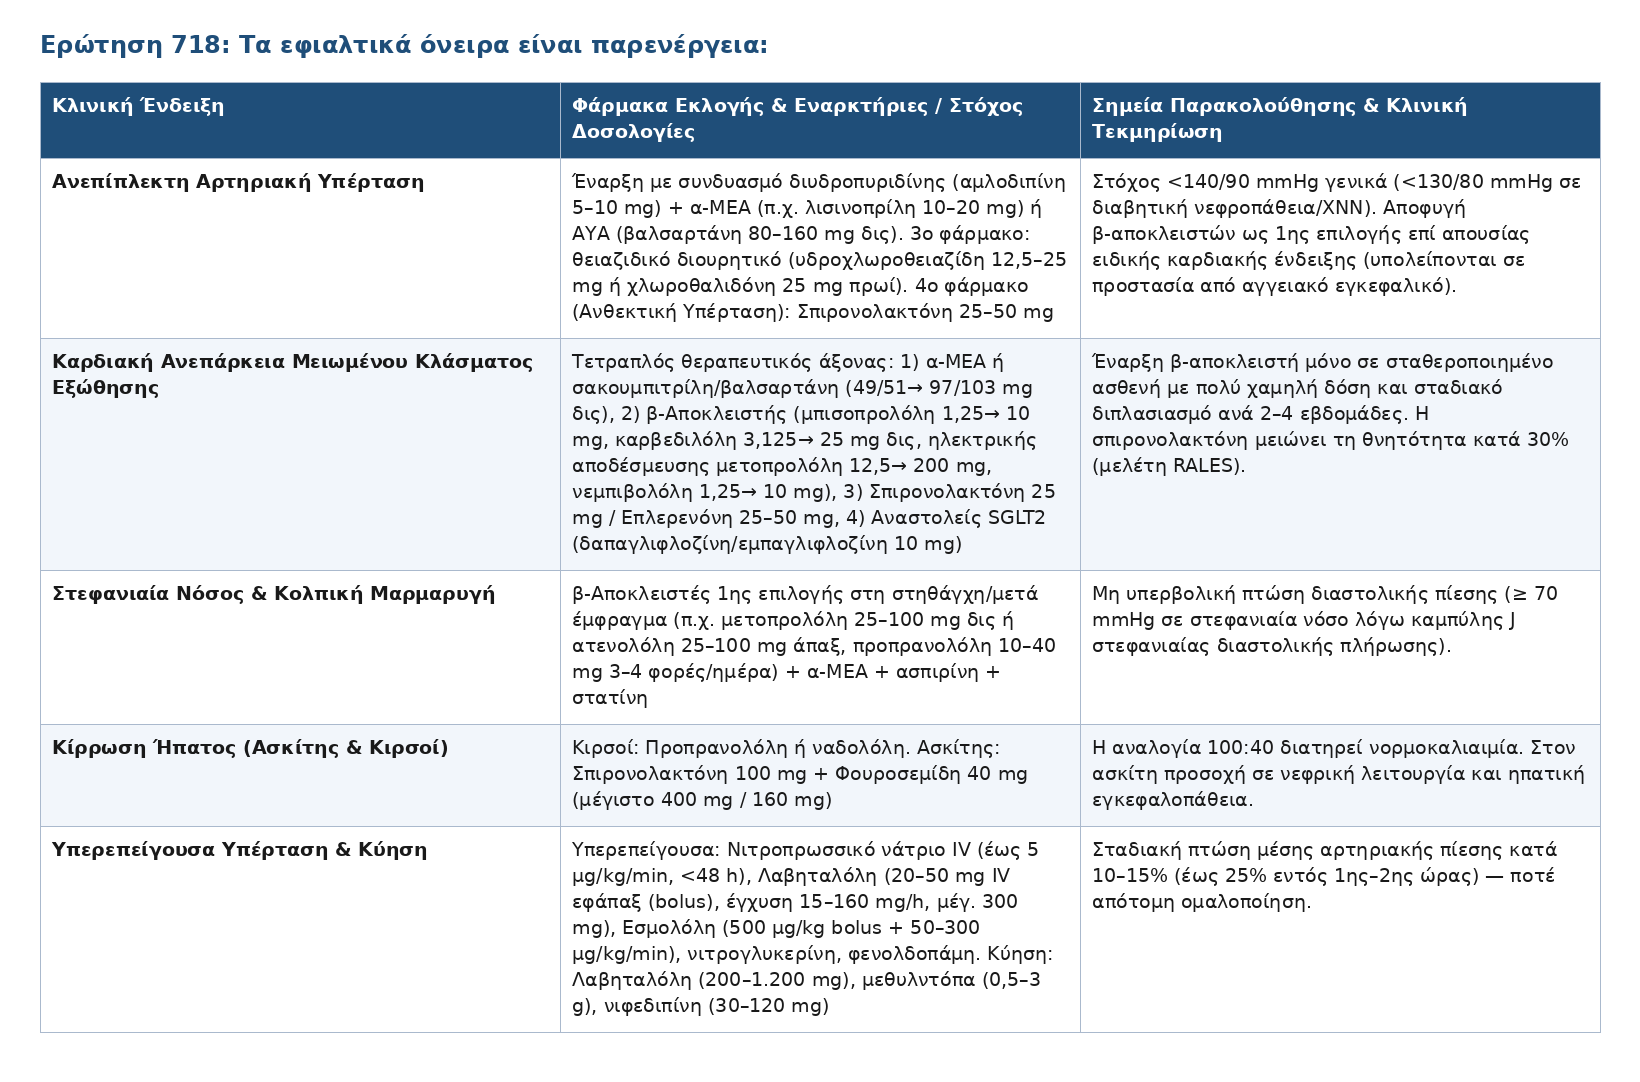 Ερώτηση 718: Τα εφιαλτικά όνειρα είναι παρενέργεια:
Κλινική Ένδειξη
Φάρμακα Εκλογής & Εναρκτήριες / Στόχος
Δοσολογίες
Σημεία Παρακολούθησης & Κλινική
Τεκμηρίωση
Ανεπίπλεκτη Αρτηριακή Υπέρταση
Έναρξη με συνδυασμό διυδροπυριδίνης (αμλοδιπίνη
5–10 mg) + α-ΜΕΑ (π.χ. λισινοπρίλη 10–20 mg) ή
ΑΥΑ (βαλσαρτάνη 80–160 mg δις). 3ο φάρμακο:
θειαζιδικό διουρητικό (υδροχλωροθειαζίδη 12,5–25
mg ή χλωροθαλιδόνη 25 mg πρωί). 4ο φάρμακο
(Ανθεκτική Υπέρταση): Σπιρονολακτόνη 25–50 mg
Στόχος <140/90 mmHg γενικά (<130/80 mmHg σε
διαβητική νεφροπάθεια/ΧΝΝ). Αποφυγή
β-αποκλειστών ως 1ης επιλογής επί απουσίας
ειδικής καρδιακής ένδειξης (υπολείπονται σε
προστασία από αγγειακό εγκεφαλικό).
Καρδιακή Ανεπάρκεια Μειωμένου Κλάσματος
Εξώθησης
Τετραπλός θεραπευτικός άξονας: 1) α-ΜΕΑ ή
σακουμπιτρίλη/βαλσαρτάνη (49/51→ 97/103 mg
δις), 2) β-Αποκλειστής (μπισοπρολόλη 1,25→ 10
mg, καρβεδιλόλη 3,125→ 25 mg δις, ηλεκτρικής
αποδέσμευσης μετοπρολόλη 12,5→ 200 mg,
νεμπιβολόλη 1,25→ 10 mg), 3) Σπιρονολακτόνη 25
mg / Επλερενόνη 25–50 mg, 4) Αναστολείς SGLT2
(δαπαγλιφλοζίνη/εμπαγλιφλοζίνη 10 mg)
Έναρξη β-αποκλειστή μόνο σε σταθεροποιημένο
ασθενή με πολύ χαμηλή δόση και σταδιακό
διπλασιασμό ανά 2–4 εβδομάδες. Η
σπιρονολακτόνη μειώνει τη θνητότητα κατά 30%
(μελέτη RALES).
Στεφανιαία Νόσος & Κολπική Μαρμαρυγή
β-Αποκλειστές 1ης επιλογής στη στηθάγχη/μετά
έμφραγμα (π.χ. μετοπρολόλη 25–100 mg δις ή
ατενολόλη 25–100 mg άπαξ, προπρανολόλη 10–40
mg 3–4 φορές/ημέρα) + α-ΜΕΑ + ασπιρίνη +
στατίνη
Μη υπερβολική πτώση διαστολικής πίεσης (≥ 70
mmHg σε στεφανιαία νόσο λόγω καμπύλης J
στεφανιαίας διαστολικής πλήρωσης).
Κίρρωση Ήπατος (Ασκίτης & Κιρσοί)
Κιρσοί: Προπρανολόλη ή ναδολόλη. Ασκίτης:
Σπιρονολακτόνη 100 mg + Φουροσεμίδη 40 mg
(μέγιστο 400 mg / 160 mg)
Η αναλογία 100:40 διατηρεί νορμοκαλιαιμία. Στον
ασκίτη προσοχή σε νεφρική λειτουργία και ηπατική
εγκεφαλοπάθεια.
Υπερεπείγουσα Υπέρταση & Κύηση
Υπερεπείγουσα: Νιτροπρωσσικό νάτριο IV (έως 5
µg/kg/min, <48 h), Λαβηταλόλη (20–50 mg IV
εφάπαξ (bolus), έγχυση 15–160 mg/h, μέγ. 300
mg), Εσμολόλη (500 µg/kg bolus + 50–300
µg/kg/min), νιτρογλυκερίνη, φενολδοπάμη. Κύηση:
Λαβηταλόλη (200–1.200 mg), μεθυλντόπα (0,5–3
g), νιφεδιπίνη (30–120 mg)
Σταδιακή πτώση μέσης αρτηριακής πίεσης κατά
10–15% (έως 25% εντός 1ης–2ης ώρας) — ποτέ
απότομη ομαλοποίηση.